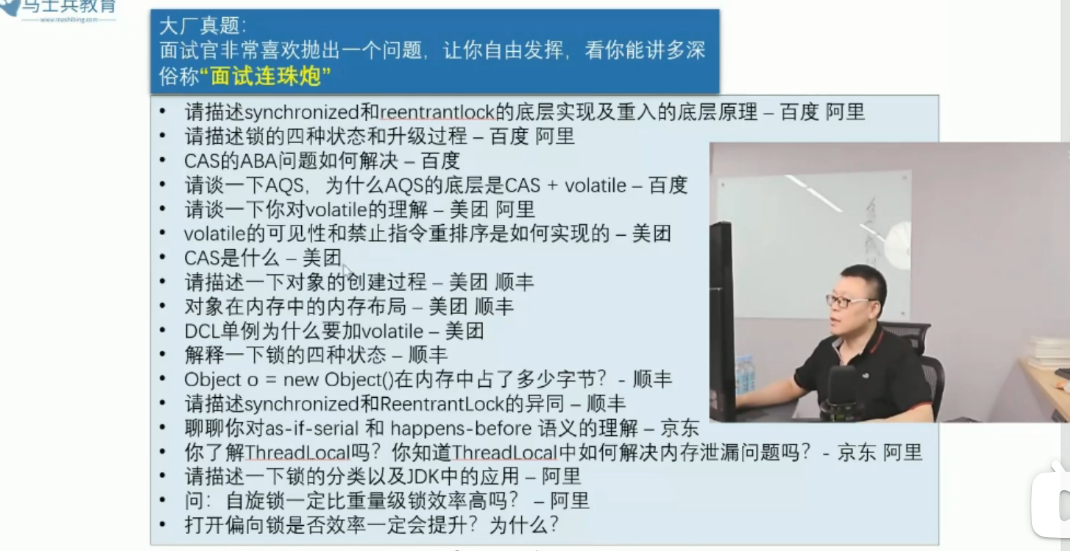 马士兵教育
www.mashibing.com
大厂真题：
面试官非常喜欢抛出一个问题，让你自由发挥，看你能讲多深
俗称“面试连珠炮”
• 请描述synchronized和reentrantlock的底层实现及重入的底层原理 – 百度 阿里
• 请描述锁的四种状态和升级过程 – 百度 阿里
• CAS的ABA问题如何解决 – 百度
• 请谈一下AQS，为什么AQS的底层是CAS + volatile – 百度
• 请谈一下你对volatile的理解 – 美团 阿里
• volatile的可见性和禁止指令重排序是如何实现的 – 美团
• CAS是什么 – 美团
• 请描述一下对象的创建过程 – 美团 顺丰
• 对象在内存中的内存布局 – 美团 顺丰
• DCL单例为什么要加volatile – 美团
• 解释一下锁的四种状态 – 顺丰
• Object o = new Object()在内存中占了多少字节？ - 顺丰
• 请描述synchronized和ReentrantLock的异同 – 顺丰
• 聊聊你对as-if-serial 和 happens-before 语义的理解 – 京东
• 你了解ThreadLocal吗？你知道ThreadLocal中如何解决内存泄漏问题吗？ - 京东 阿里
• 请描述一下锁的分类以及JDK中的应用 – 阿里
• 问：自旋锁一定比重量级锁效率高吗？ – 阿里
• 打开偏向锁是否效率一定会提升？为什么？